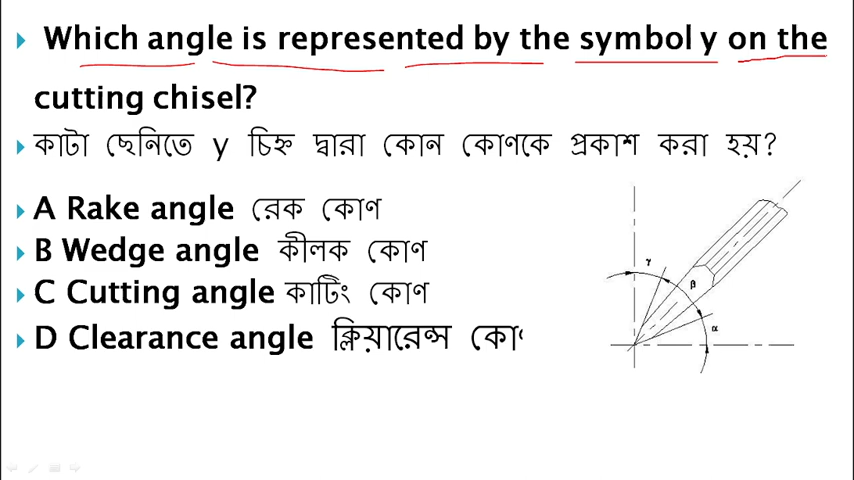 Which angle is represented by the symbol y on the
cutting chisel?
কাটা ছেনিতে y চিহ্ন দ্বারা কোন কোণকে প্রকাশ করা হয়?
A Rake angle রেক কোণ
B Wedge angle কীলক কোণ
C Cutting angle কাটিং কোণ
D Clearance angle ক্লিয়ারেন্স
γ
β
α